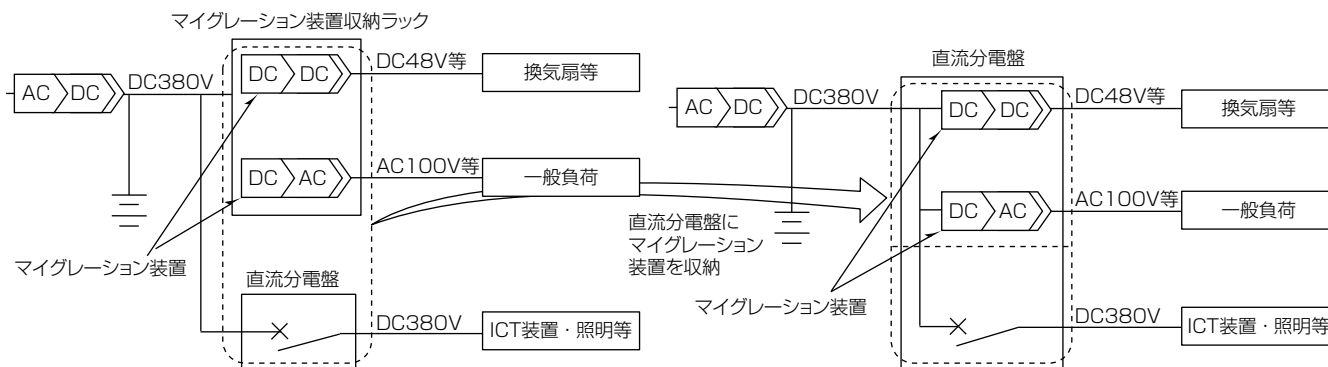 マイグレーション装置収納ラック
AC
DC
DC380V
DC
DC
DC48V等
換気扇等
DC
AC
AC100V等
一般負荷
マイグレーション装置
直流分電盤
DC380V
ICT装置・照明等
直流分電盤に
マイグレーション
装置を収納
直流分電盤
AC
DC
DC380V
DC
DC
DC48V等
換気扇等
DC
AC
AC100V等
一般負荷
マイグレーション装置
DC380V
ICT装置・照明等